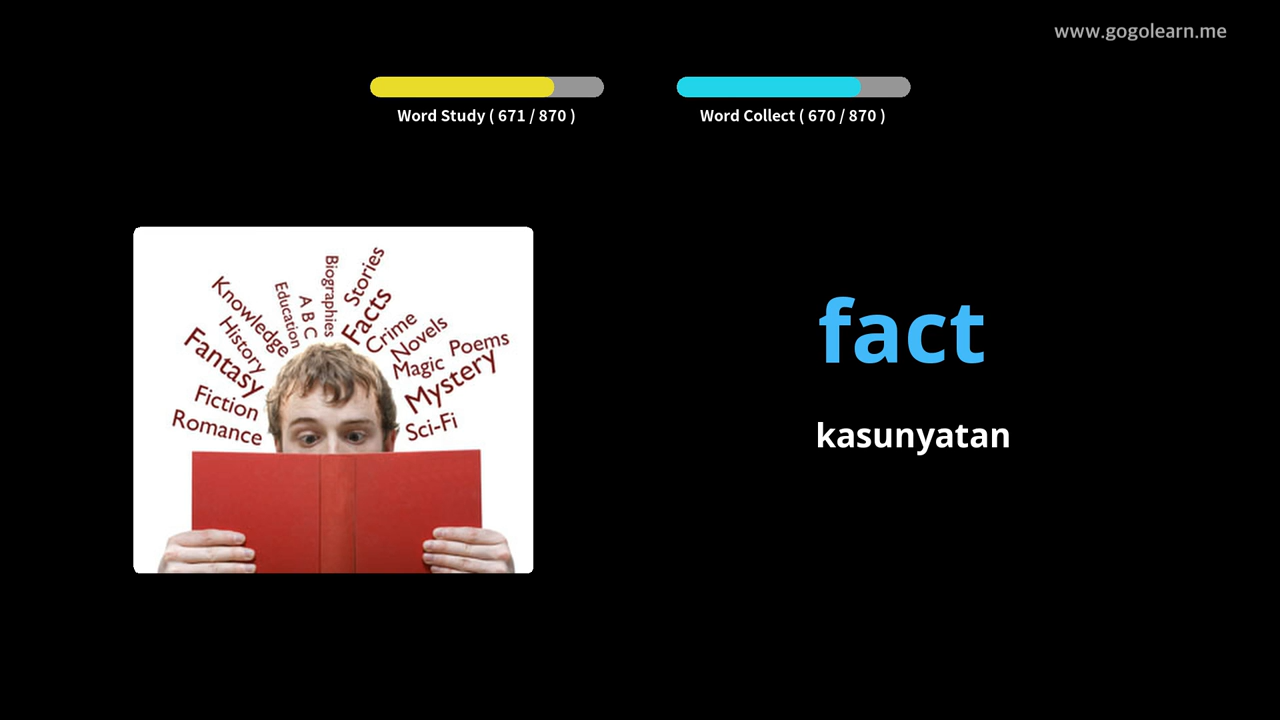 www.gogolearn.me
Word Study ( 671 / 870 )
Word Collect ( 670 / 870 )
Romance
Fiction
Fantasy
History
Knowledge
Education
A B C
Biographies
Stories
Facts
Crime
Novels
Magic
Poems
Mystery
Sci-Fi
fact
kasunyatan